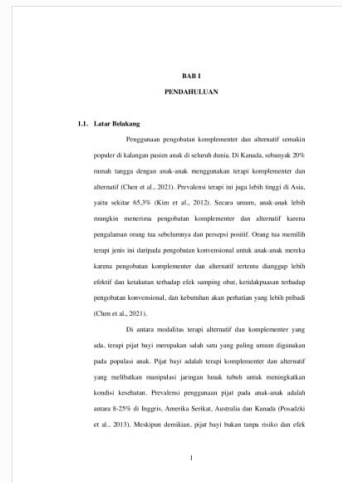 BAB I
PENDAHULUAN
1.1. Latar Belakang
Penggunaan pengobatan komplementer dan alternatif semakin
populer di kalangan pasien anak di seluruh dunia. Di Kanada, sebanyak 20%
rumah tangga dengan anak-anak menggunakan terapi komplementer dan
alternatif (Chen et al., 2021). Prevalensi terapi ini juga lebih tinggi di Asia,
yaitu sekitar 65,3% (Kim et al., 2012). Secara umum, anak-anak lebih
mungkin menerima pengobatan komplementer dan alternatif karena
pengalaman orang tua sebelumnya dan persepsi positif. Orang tua memilih
terapi jenis ini daripada pengobatan konvensional untuk anak-anak mereka
karena pengobatan komplementer dan alternatif tertentu dianggap lebih
efektif dan ketakutan terhadap efek samping obat, ketidakpuasan terhadap
pengobatan konvensional, dan kebutuhan akan perhatian yang lebih pribadi
(Chen et al., 2021).
Di antara modalitas terapi alternatif dan komplementer yang
ada, terapi pijat bayi merupakan salah satu yang paling umum digunakan
pada populasi anak. Pijat bayi adalah terapi komplementer dan alternatif
yang melibatkan manipulasi jaringan lunak tubuh untuk meningkatkan
kondisi kesehatan. Prevalensi penggunaan pijat pada anak-anak adalah
antara 8-25% di Inggris, Amerika Serikat, Australia dan Kanada (Posadzki
et al., 2013). Meskipun demikian, pijat bayi bukan tanpa risiko dan efek
1